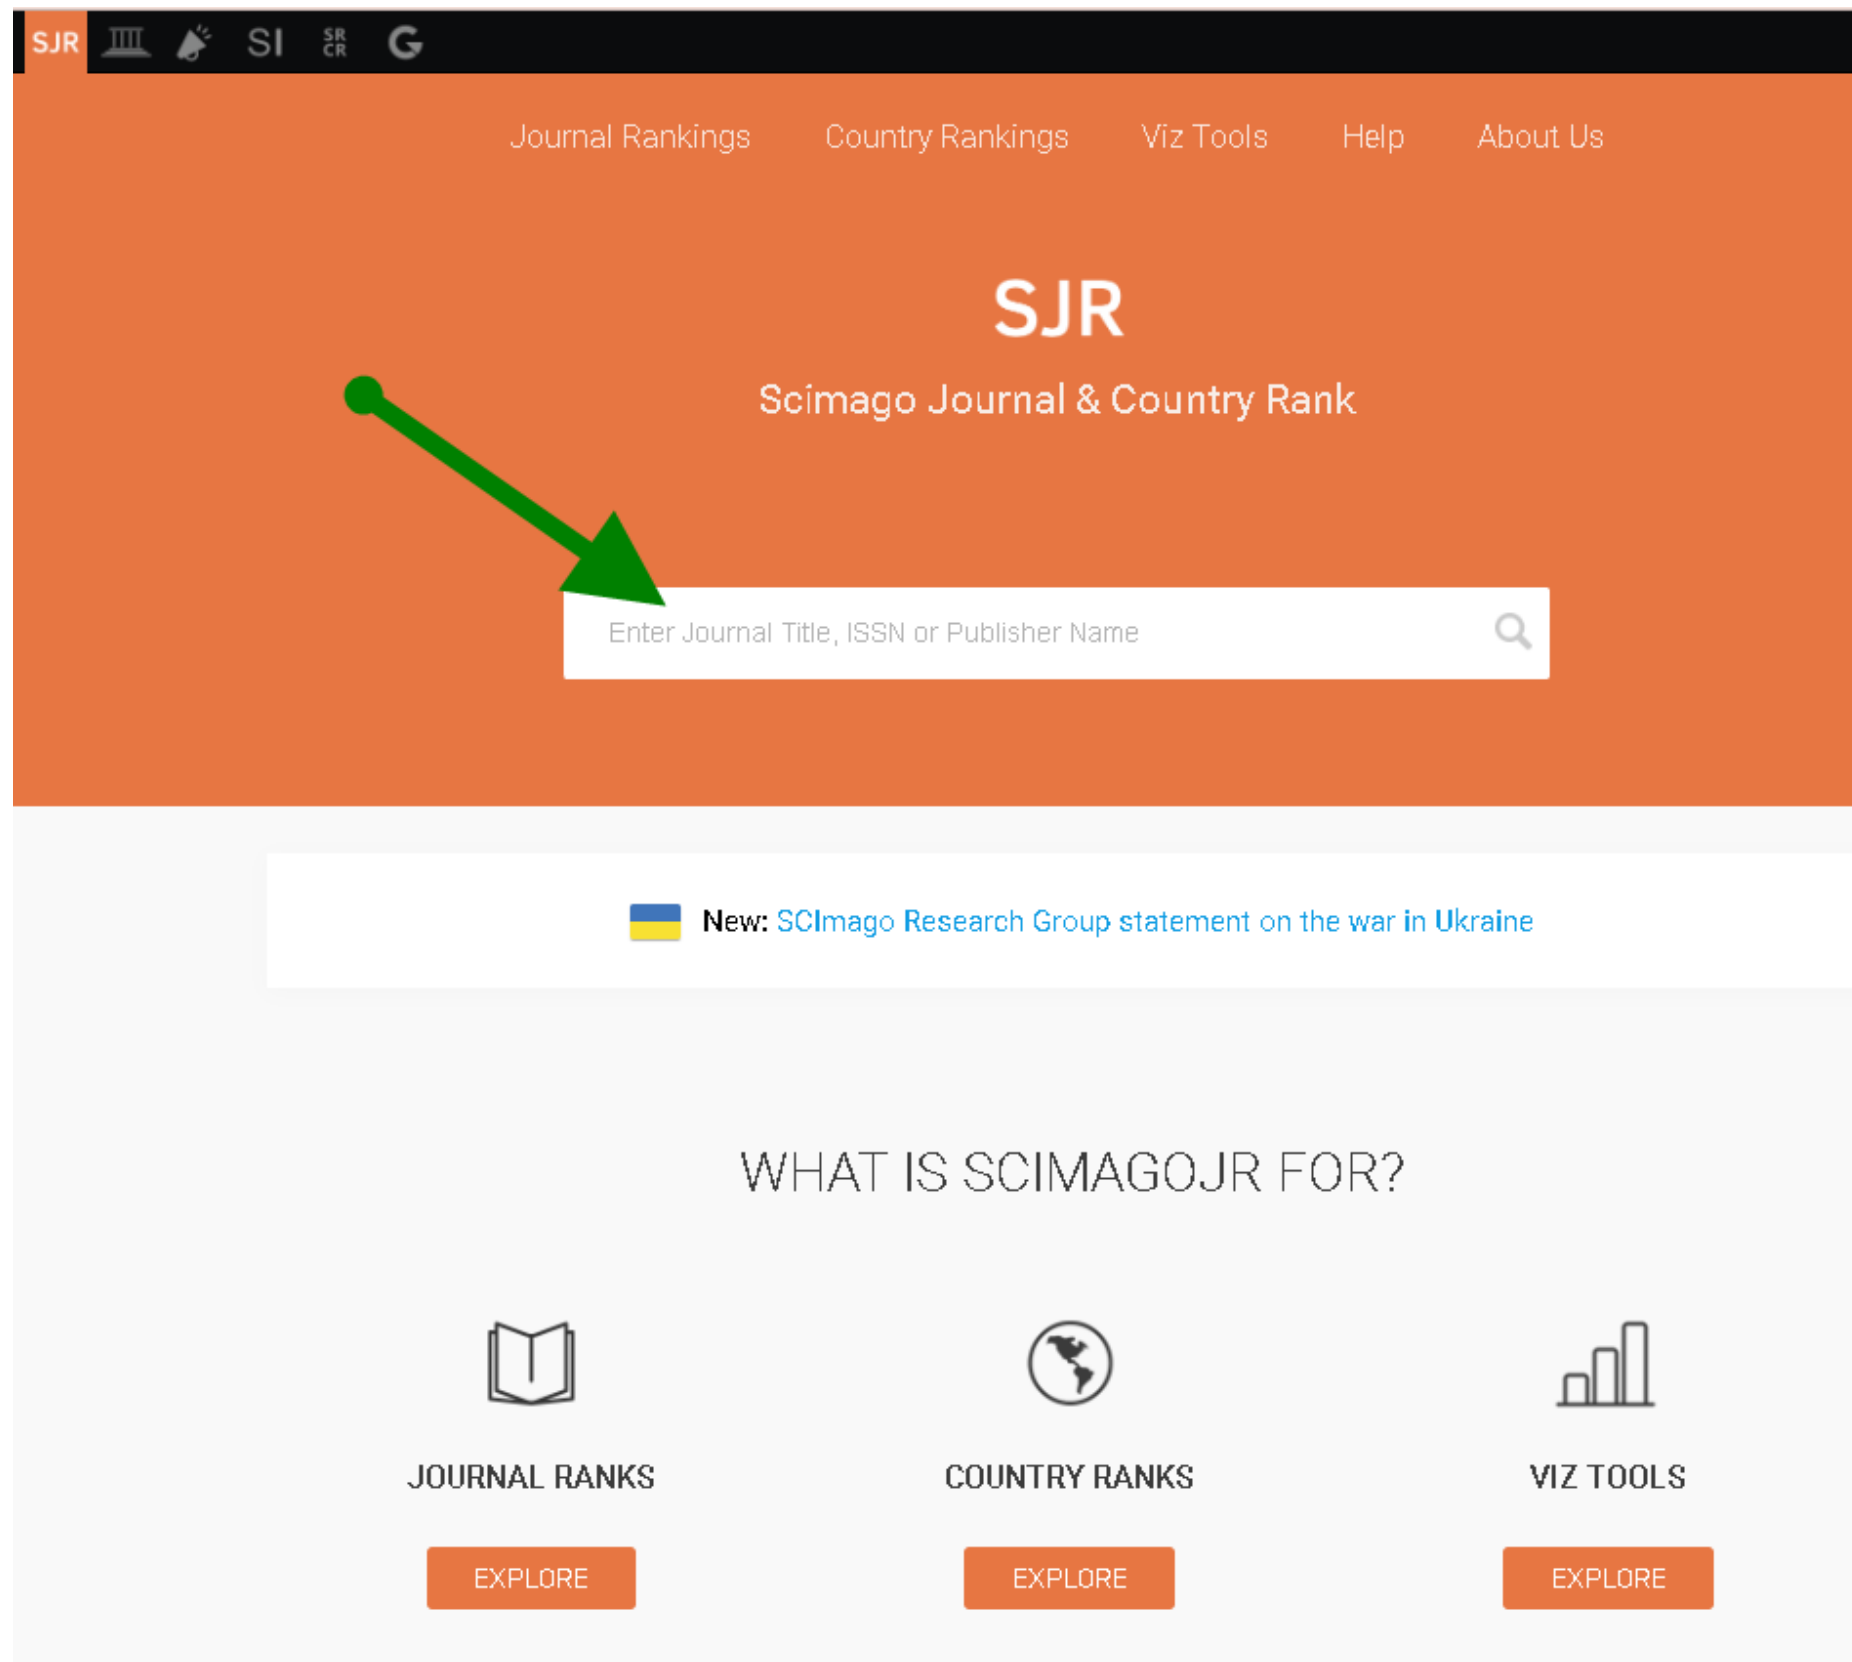 SJR SI SR CR G
Journal Rankings Country Rankings Viz Tools Help About Us
SJR
Scimago Journal & Country Rank
Enter Journal Title, ISSN or Publisher Name
New: SCImago Research Group statement on the war in Ukraine
WHAT IS SCIMAGOJR FOR?
JOURNAL RANKS COUNTRY RANKS VIZ TOOLS
EXPLORE EXPLORE EXPLORE